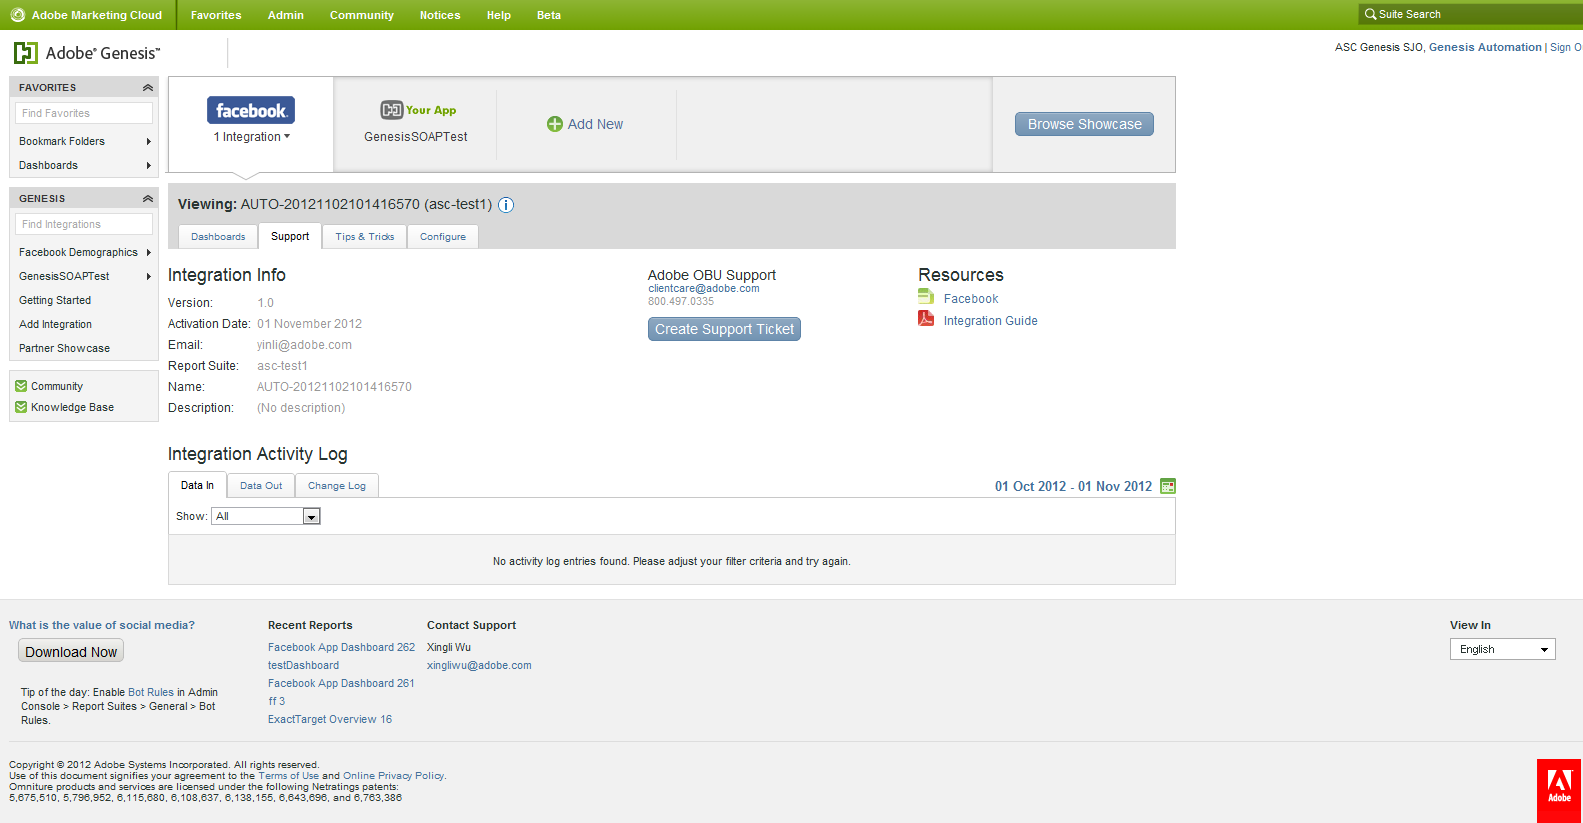 Adobe Marketing Cloud
Favorites
Admin
Community
Notices
Help
Beta
Suite Search
Adobe® Genesis™
ASC Genesis SJO, Genesis Automation | Sign O
FAVORITES
Find Favorites
Bookmark Folders
Dashboards
GENESIS
Find Integrations
Facebook Demographics
GenesisSOAPTest
Getting Started
Add Integration
Partner Showcase
Community
Knowledge Base
facebook.
1 Integration
Your App
GenesisSOAPTest
Add New
Browse Showcase
Viewing: AUTO-20121102101416570 (asc-test1)
Dashboards
Support
Tips & Tricks
Configure
Integration Info
Version: 1.0
Activation Date: 01 November 2012
Email: yinli@adobe.com
Report Suite: asc-test1
Name: AUTO-20121102101416570
Description: (No description)
Adobe OBU Support
clientcare@adobe.com
800.497.0335
Create Support Ticket
Resources
Facebook
Integration Guide
Integration Activity Log
Data In
Data Out
Change Log
01 Oct 2012 - 01 Nov 2012
Show: All
No activity log entries found. Please adjust your filter criteria and try again.
What is the value of social media?
Download Now
Tip of the day: Enable Bot Rules in Admin
Console > Report Suites > General > Bot
Rules.
Recent Reports
Facebook App Dashboard 262
testDashboard
Facebook App Dashboard 261
ff 3
ExactTarget Overview 16
Contact Support
Xingli Wu
xingliwu@adobe.com
View In
English
Copyright © 2012 Adobe Systems Incorporated. All rights reserved.
Use of this document signifies your agreement to the Terms of Use and Online Privacy Policy.
Omniture products and services are licensed under the following Netratings patents:
5,675,510, 5,796,952, 6,115,680, 6,108,637, 6,138,155, 6,643,696, and 6,763,386
Adobe